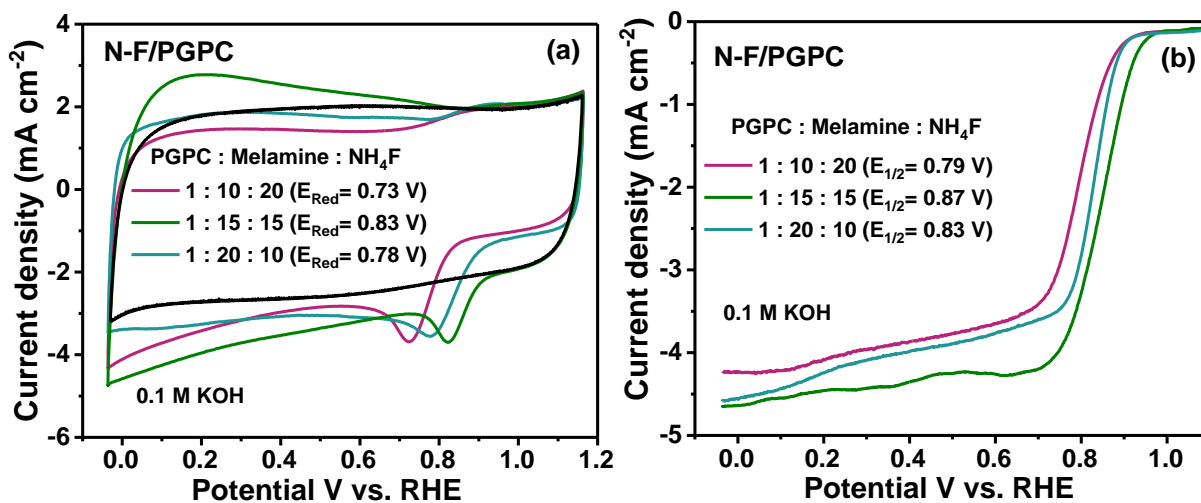 N-F/PGPC
(a)
PGPC : Melamine : NH4F
1 : 10 : 20 (ERed= 0.73 V)
1 : 15 : 15 (ERed= 0.83 V)
1 : 20 : 10 (ERed= 0.78 V)
0.1 M KOH
Current density (mA cm-2)
4
2
0
-2
-4
-6
0.0 0.2 0.4 0.6 0.8 1.0 1.2
Potential V vs. RHE
N-F/PGPC
(b)
PGPC : Melamine : NH4F
1 : 10 : 20 (E1/2= 0.79 V)
1 : 15 : 15 (E1/2= 0.87 V)
1 : 20 : 10 (E1/2= 0.83 V)
0.1 M KOH
Current density (mA cm-2)
0
-1
-2
-3
-4
-5
0.0 0.2 0.4 0.6 0.8 1.0
Potential V vs. RHE